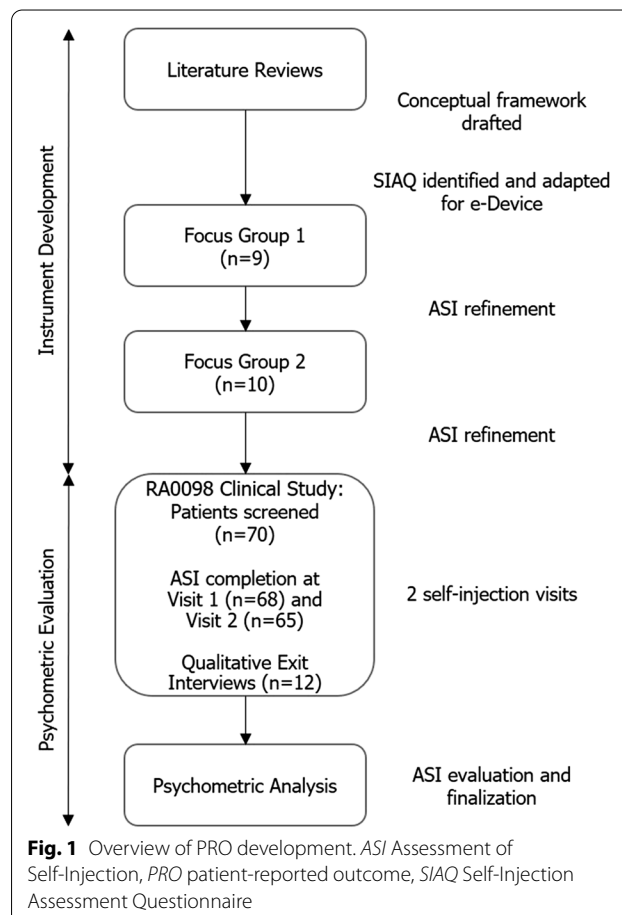 Literature Reviews
Conceptual framework
drafted
SIAQ identified and adapted
for e-Device
Focus Group 1
(n=9)
ASI refinement
Focus Group 2
(n=10)
ASI refinement
Instrument Development
RA0098 Clinical Study:
Patients screened
(n=70)
ASI completion at
Visit 1 (n=68) and
Visit 2 (n=65)
Qualitative Exit
Interviews (n=12)
2 self-injection visits
Psychometric Analysis
ASI evaluation and
finalization
Psychometric Evaluation
Fig. 1 Overview of PRO development. ASI Assessment of
Self-Injection, PRO patient-reported outcome, SIAQ Self-Injection
Assessment Questionnaire